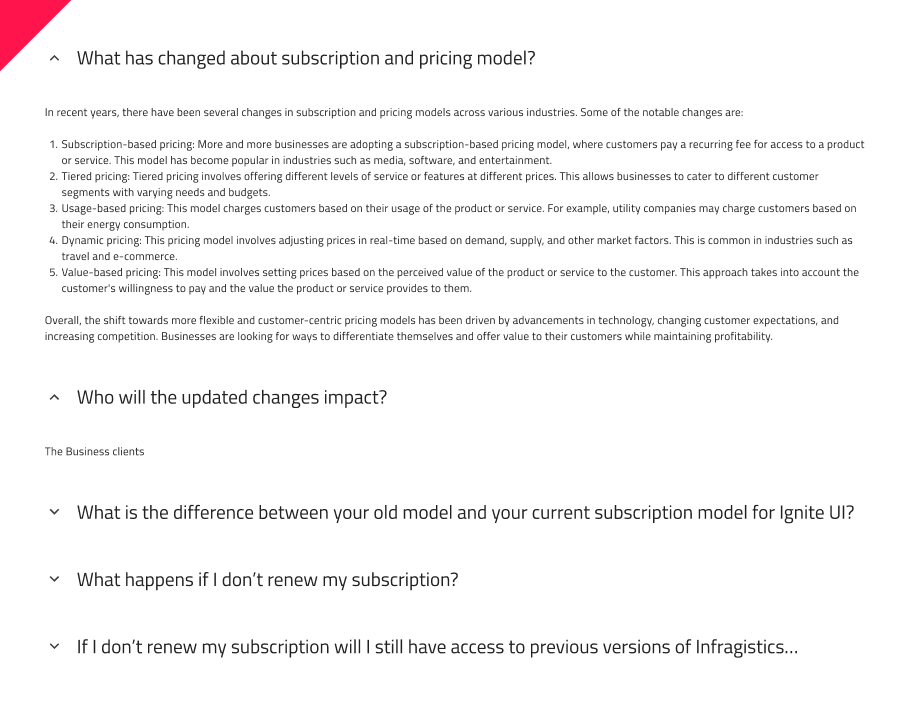 What has changed about subscription and pricing model?
In recent years, there have been several changes in subscription and pricing models across various industries. Some of the notable changes are:
1. Subscription-based pricing: More and more businesses are adopting a subscription-based pricing model, where customers pay a recurring fee for access to a product
or service. This model has become popular in industries such as media, software, and entertainment.
2. Tiered pricing: Tiered pricing involves offering different levels of service or features at different prices. This allows businesses to cater to different customer
segments with varying needs and budgets.
3. Usage-based pricing: This model charges customers based on their usage of the product or service. For example, utility companies may charge customers based on
their energy consumption.
4. Dynamic pricing: This pricing model involves adjusting prices in real-time based on demand, supply, and other market factors. This is common in industries such as
travel and e-commerce.
5. Value-based pricing: This model involves setting prices based on the perceived value of the product or service to the customer. This approach takes into account the
customer's willingness to pay and the value the product or service provides to them.
Overall, the shift towards more flexible and customer-centric pricing models has been driven by advancements in technology, changing customer expectations, and
increasing competition. Businesses are looking for ways to differentiate themselves and offer value to their customers while maintaining profitability.
Who will the updated changes impact?
The Business clients
What is the difference between your old model and your current subscription model for Ignite UI?
What happens if I don’t renew my subscription?
If I don’t renew my subscription will I still have access to previous versions of Infragistics...